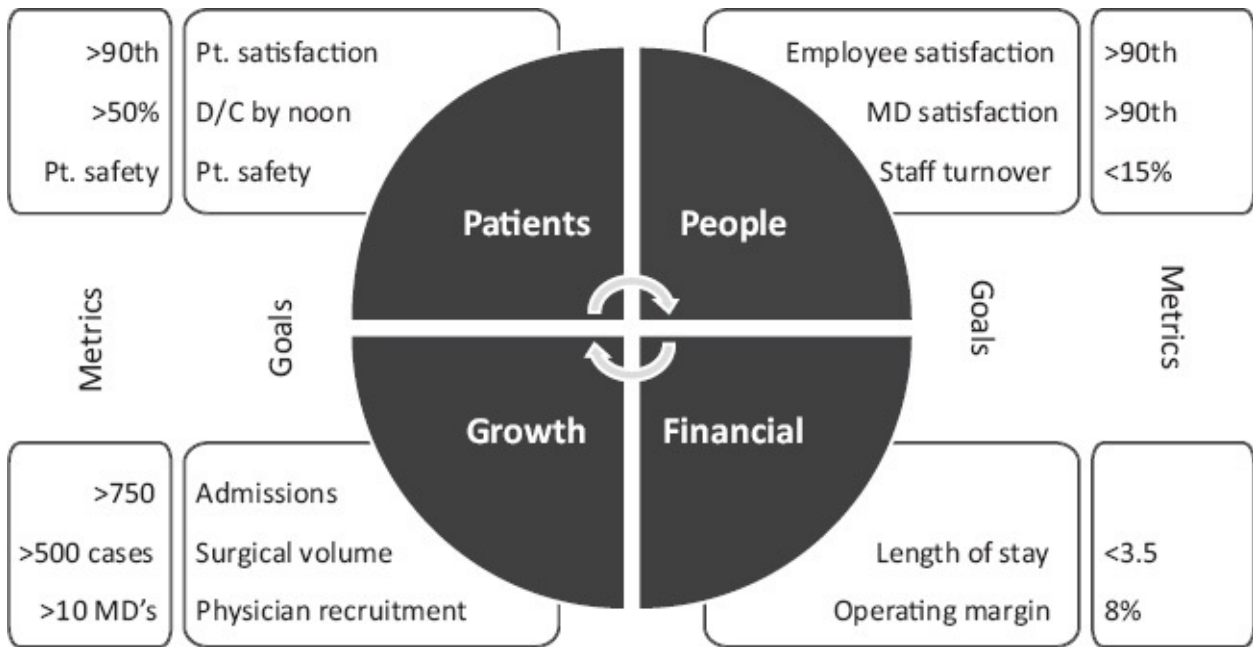 >90th Pt. satisfaction
>50% D/C by noon
Pt. safety Pt. safety
Employee satisfaction >90th
MD satisfaction >90th
Staff turnover <15%
Patients
People
Metrics
Goals
Goals
Metrics
Growth
Financial
>750 Admissions
>500 cases Surgical volume
>10 MD’s Physician recruitment
Length of stay <3.5
Operating margin 8%